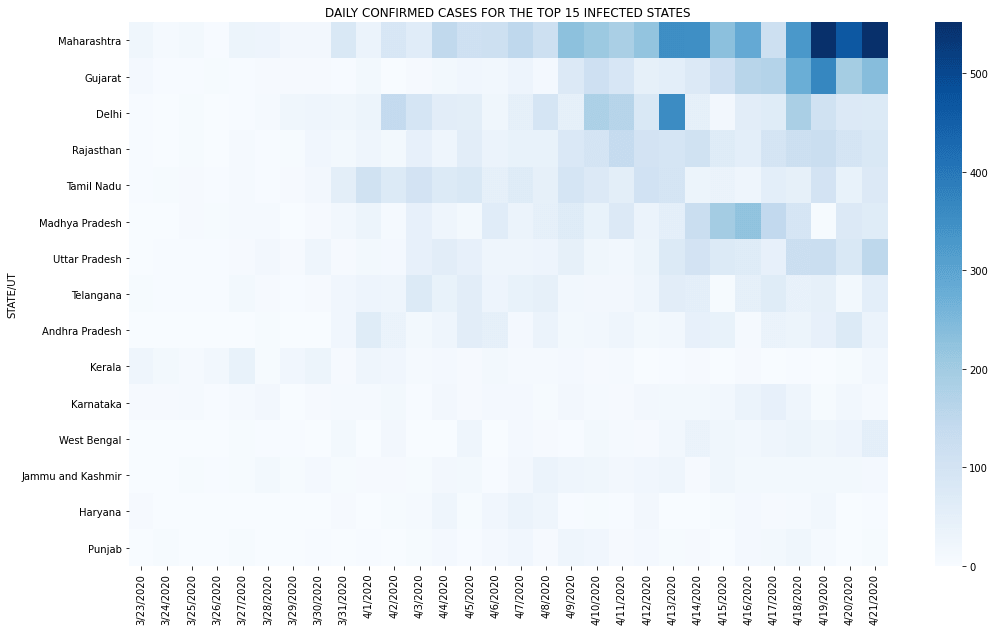 DAILY CONFIRMED CASES FOR THE TOP 15 INFECTED STATES
STATE/UT
Maharashtra
Gujarat
Delhi
Rajasthan
Tamil Nadu
Madhya Pradesh
Uttar Pradesh
Telangana
Andhra Pradesh
Kerala
Karnataka
West Bengal
Jammu and Kashmir
Haryana
Punjab
3/23/2020
3/24/2020
3/25/2020
3/26/2020
3/27/2020
3/28/2020
3/29/2020
3/30/2020
3/31/2020
4/1/2020
4/2/2020
4/3/2020
4/4/2020
4/5/2020
4/6/2020
4/7/2020
4/8/2020
4/9/2020
4/10/2020
4/11/2020
4/12/2020
4/13/2020
4/14/2020
4/15/2020
4/16/2020
4/17/2020
4/18/2020
4/19/2020
4/20/2020
4/21/2020
500
400
300
200
100
0